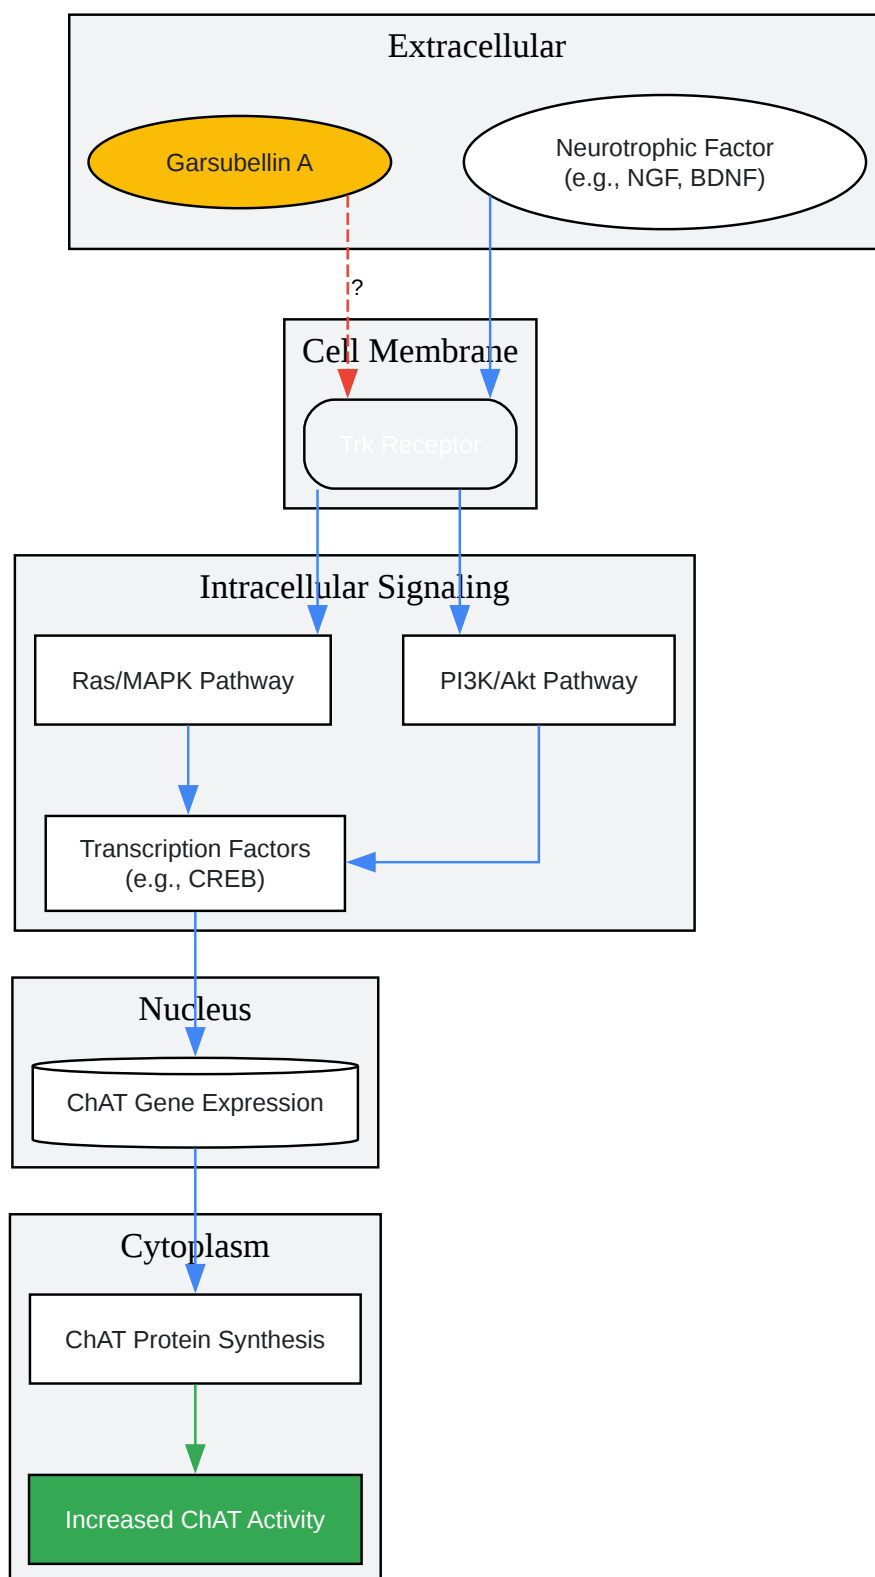 Extracellular
Garsubellin A
Neurotrophic Factor
(e.g., NGF, BDNF)
?
Cell Membrane
Trk Receptor
Intracellular Signaling
Ras/MAPK Pathway
PI3K/Akt Pathway
Transcription Factors
(e.g., CREB)
Nucleus
ChAT Gene Expression
Cytoplasm
ChAT Protein Synthesis
Increased ChAT Activity